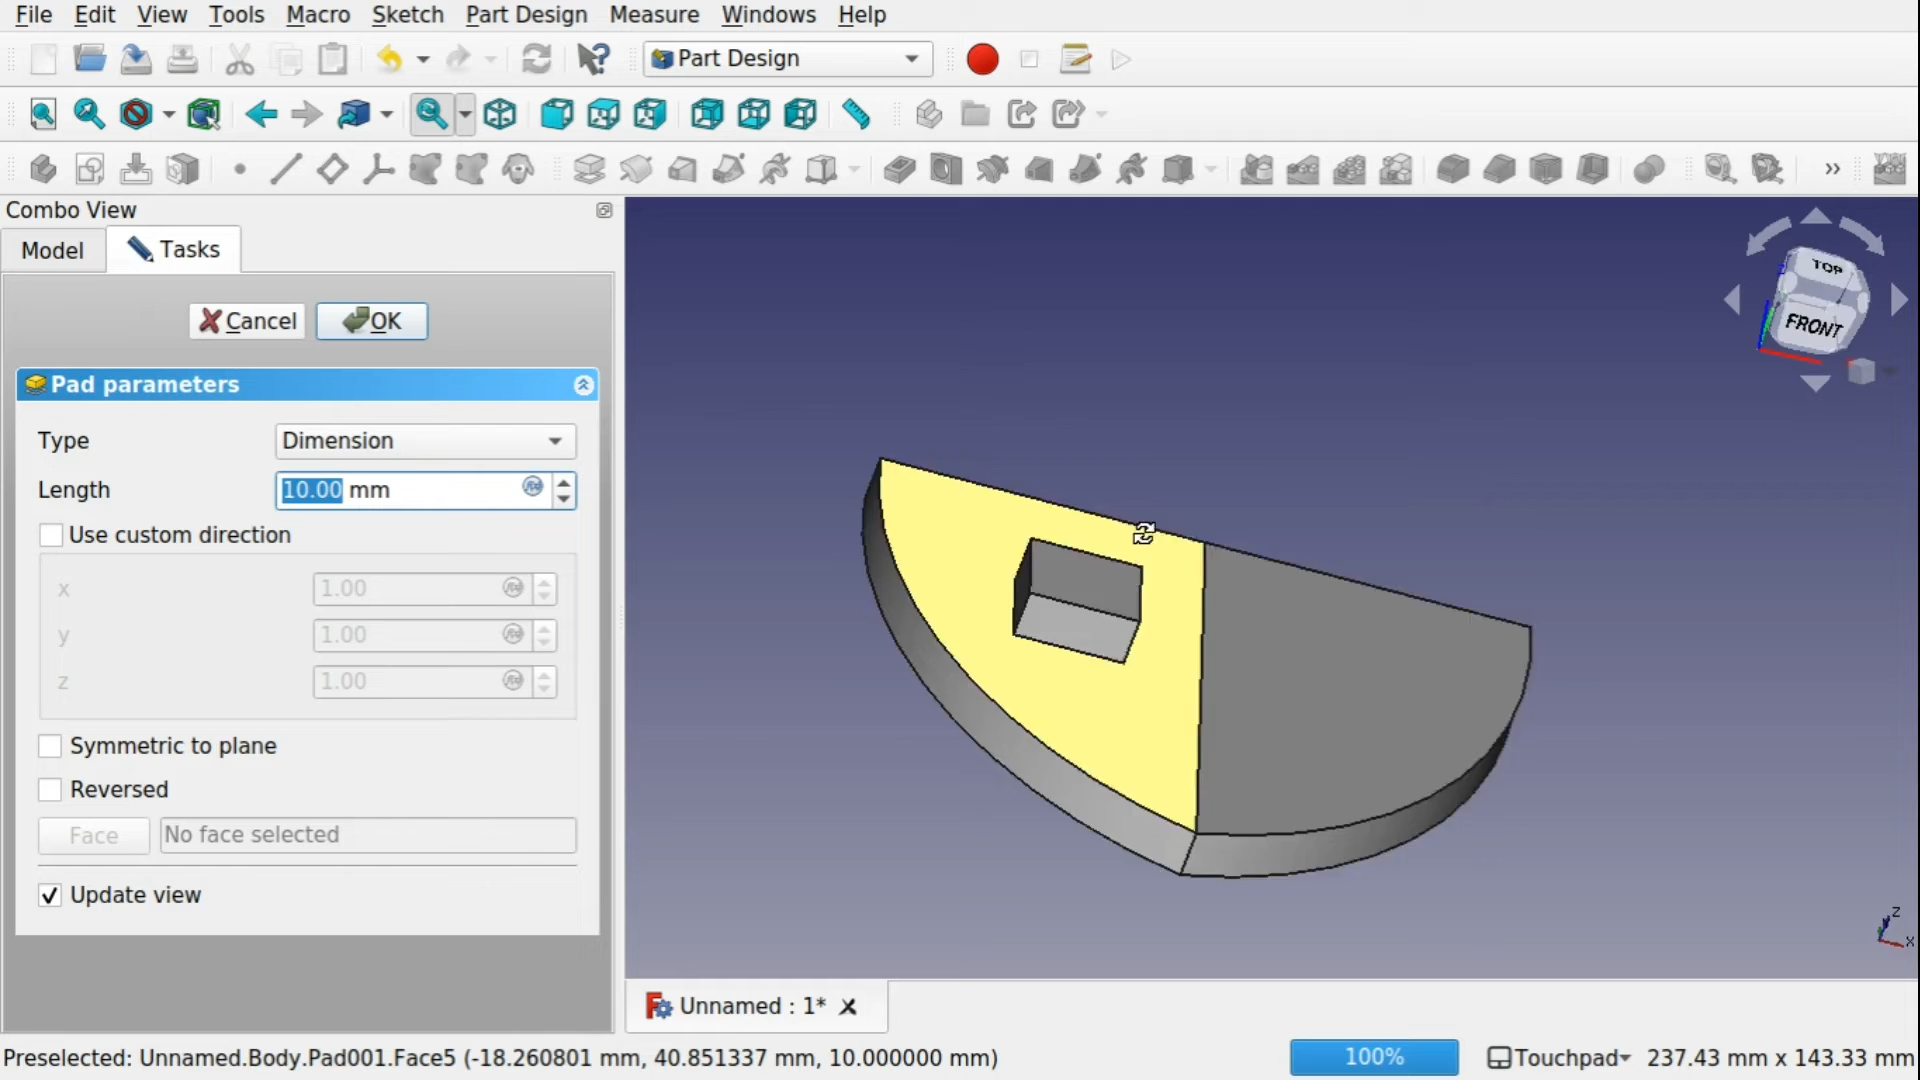 File Edit View Tools Macro Sketch Part Design Measure Windows Help
Part Design
Combo View
Model Tasks
Cancel OK
TOP
FRONT
Pad parameters
Type Dimension
Length 10.00 mm
Use custom direction
x 1.00
y 1.00
z 1.00
Symmetric to plane
Reversed
Face No face selected
Update view
Z
X
Unnamed : 1*
Preselected: Unnamed.Body.Pad001.Face5 (-18.260801 mm, 40.851337 mm, 10.000000 mm) 100% Touchpad 237.43 mm x 143.33 mm